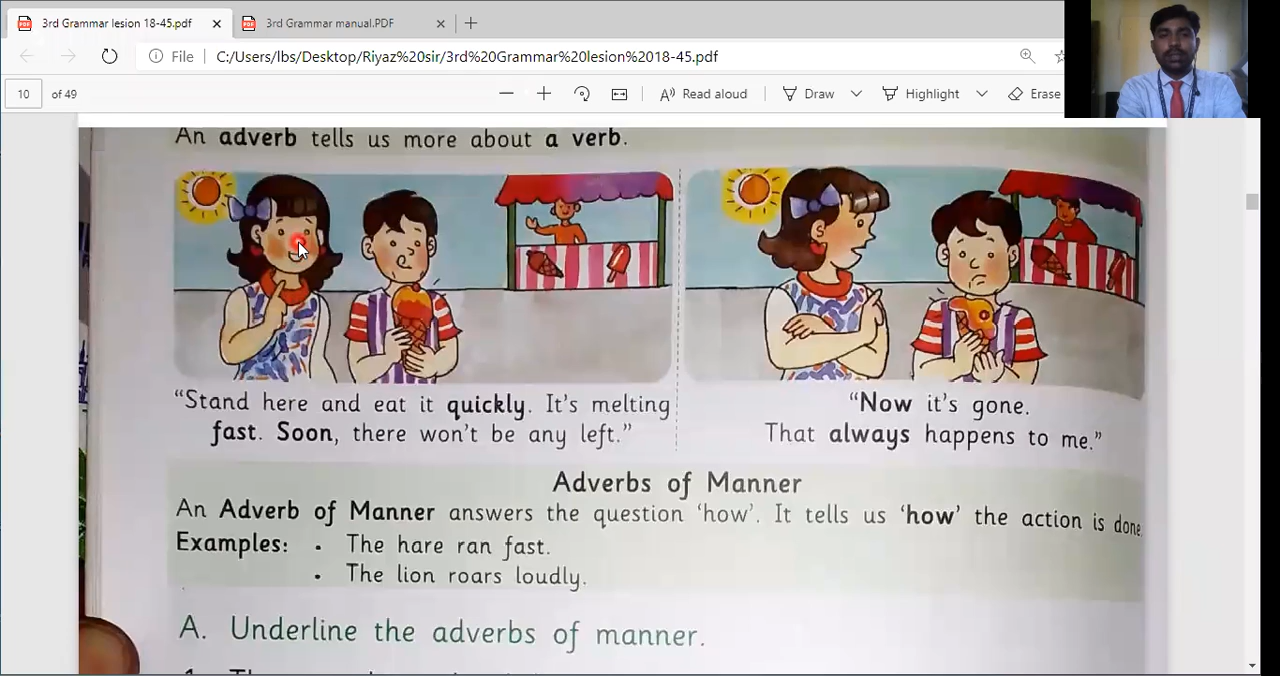 3rd Grammar lesion 18-45.pdf
3rd Grammar manual.PDF
File
C:/Users/lbs/Desktop/Riyaz%20sir/3rd%20Grammar%20lesion%2018-45.pdf
10 of 49
Read aloud
Draw
Highlight
Erase
An adverb tells us more about a verb.
"Stand here and eat it quickly. It's melting
fast. Soon, there won't be any left."
"Now it's gone.
That always happens to me."
Adverbs of Manner
An Adverb of Manner answers the question 'how'. It tells us 'how' the action is done
Examples: • The hare ran fast.
• The lion roars loudly.
A. Underline the adverbs of manner.